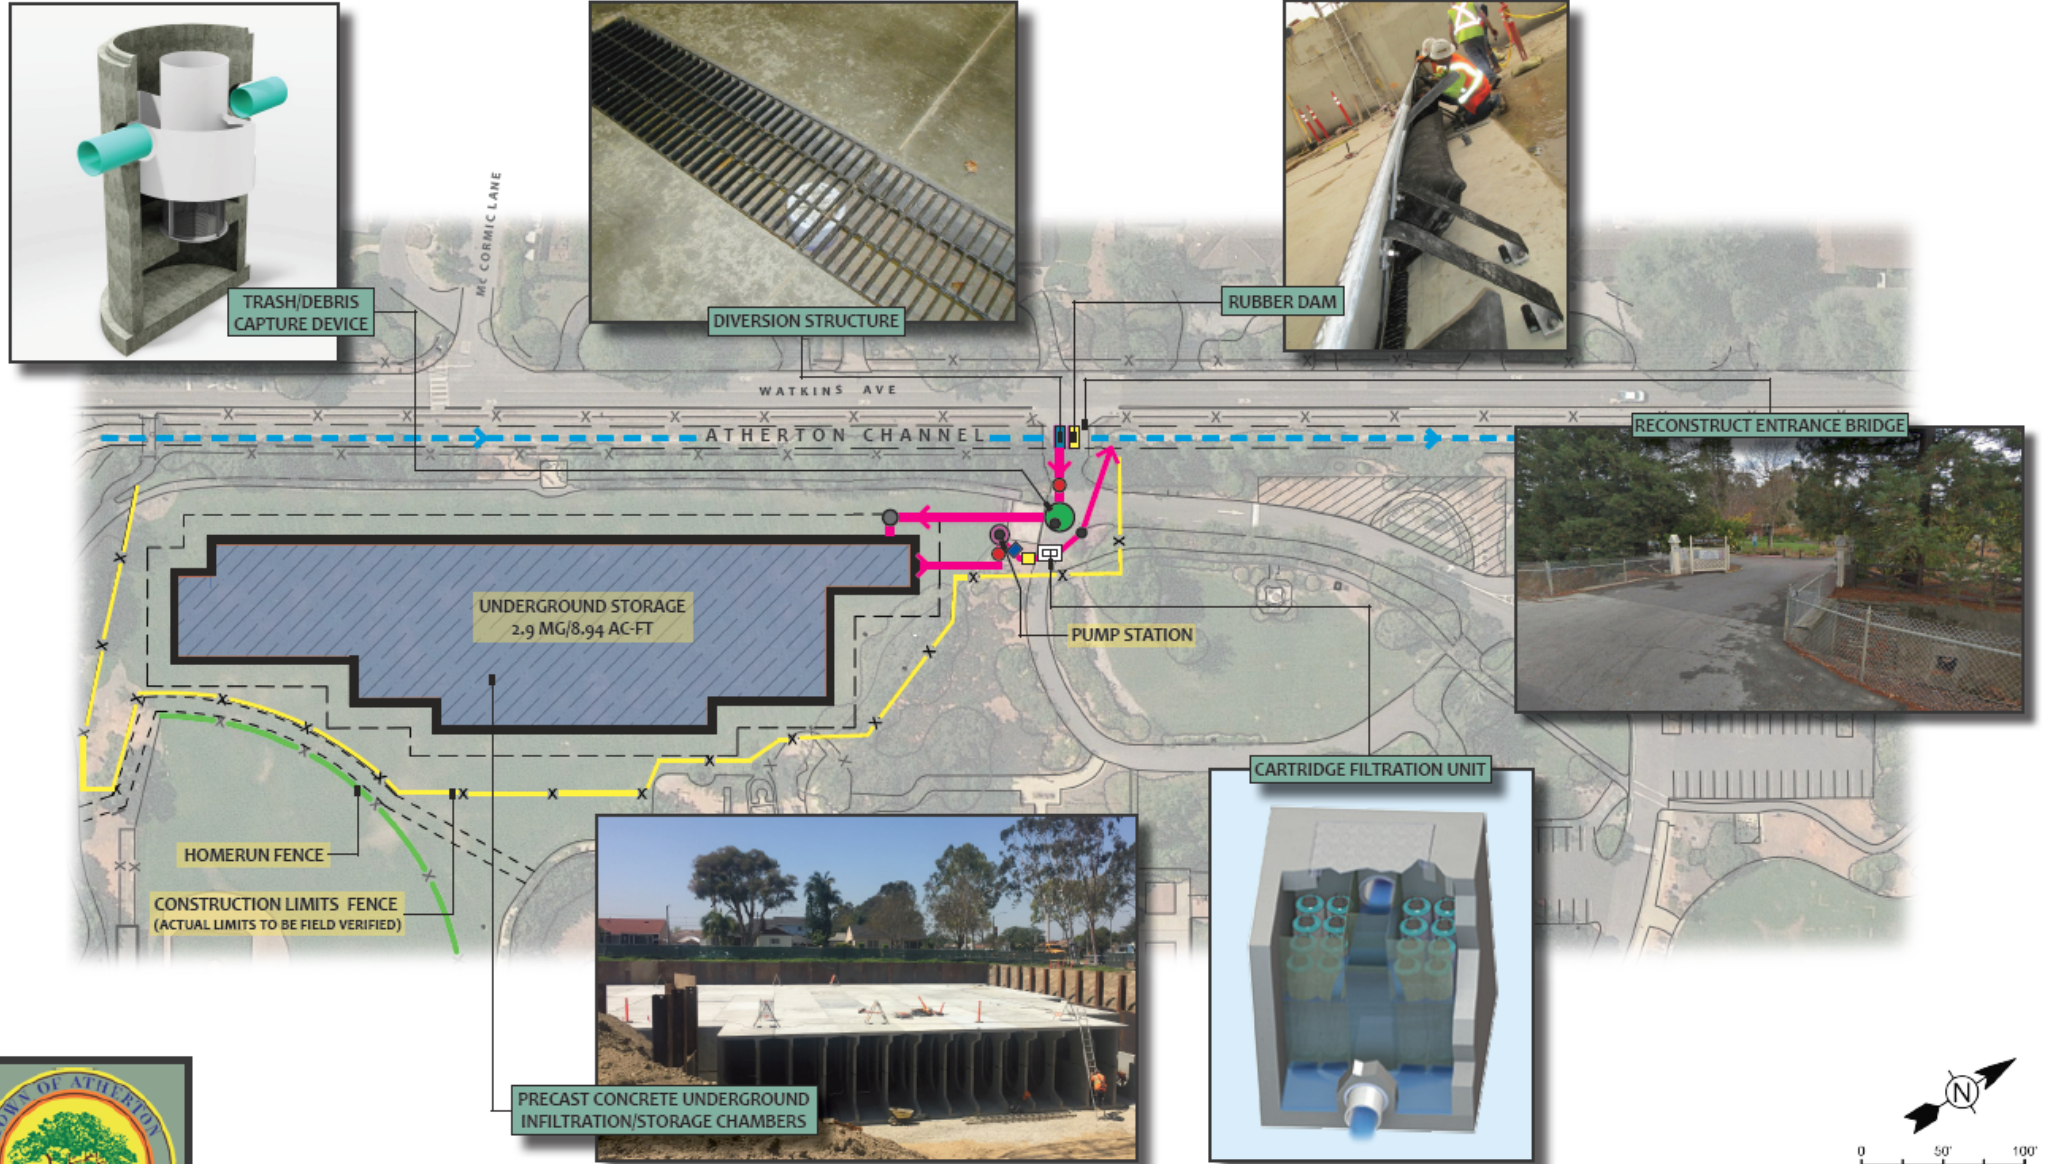 TRASH/DEBRIS
CAPTURE DEVICE
MC CORMIC LANE
DIVERSION STRUCTURE
RUBBER DAM
WATKINS AVE
ATHERTON CHANNEL
RECONSTRUCT ENTRANCE BRIDGE
UNDERGROUND STORAGE
2.9 MG/8.94 AC-FT
PUMP STATION
CARTRIDGE FILTRATION UNIT
HOMERUN FENCE
CONSTRUCTION LIMITS FENCE
(ACTUAL LIMITS TO BE FIELD VERIFIED)
PRECAST CONCRETE UNDERGROUND
INFILTRATION/STORAGE CHAMBERS
OF ATHERTON
N
0 50' 100'